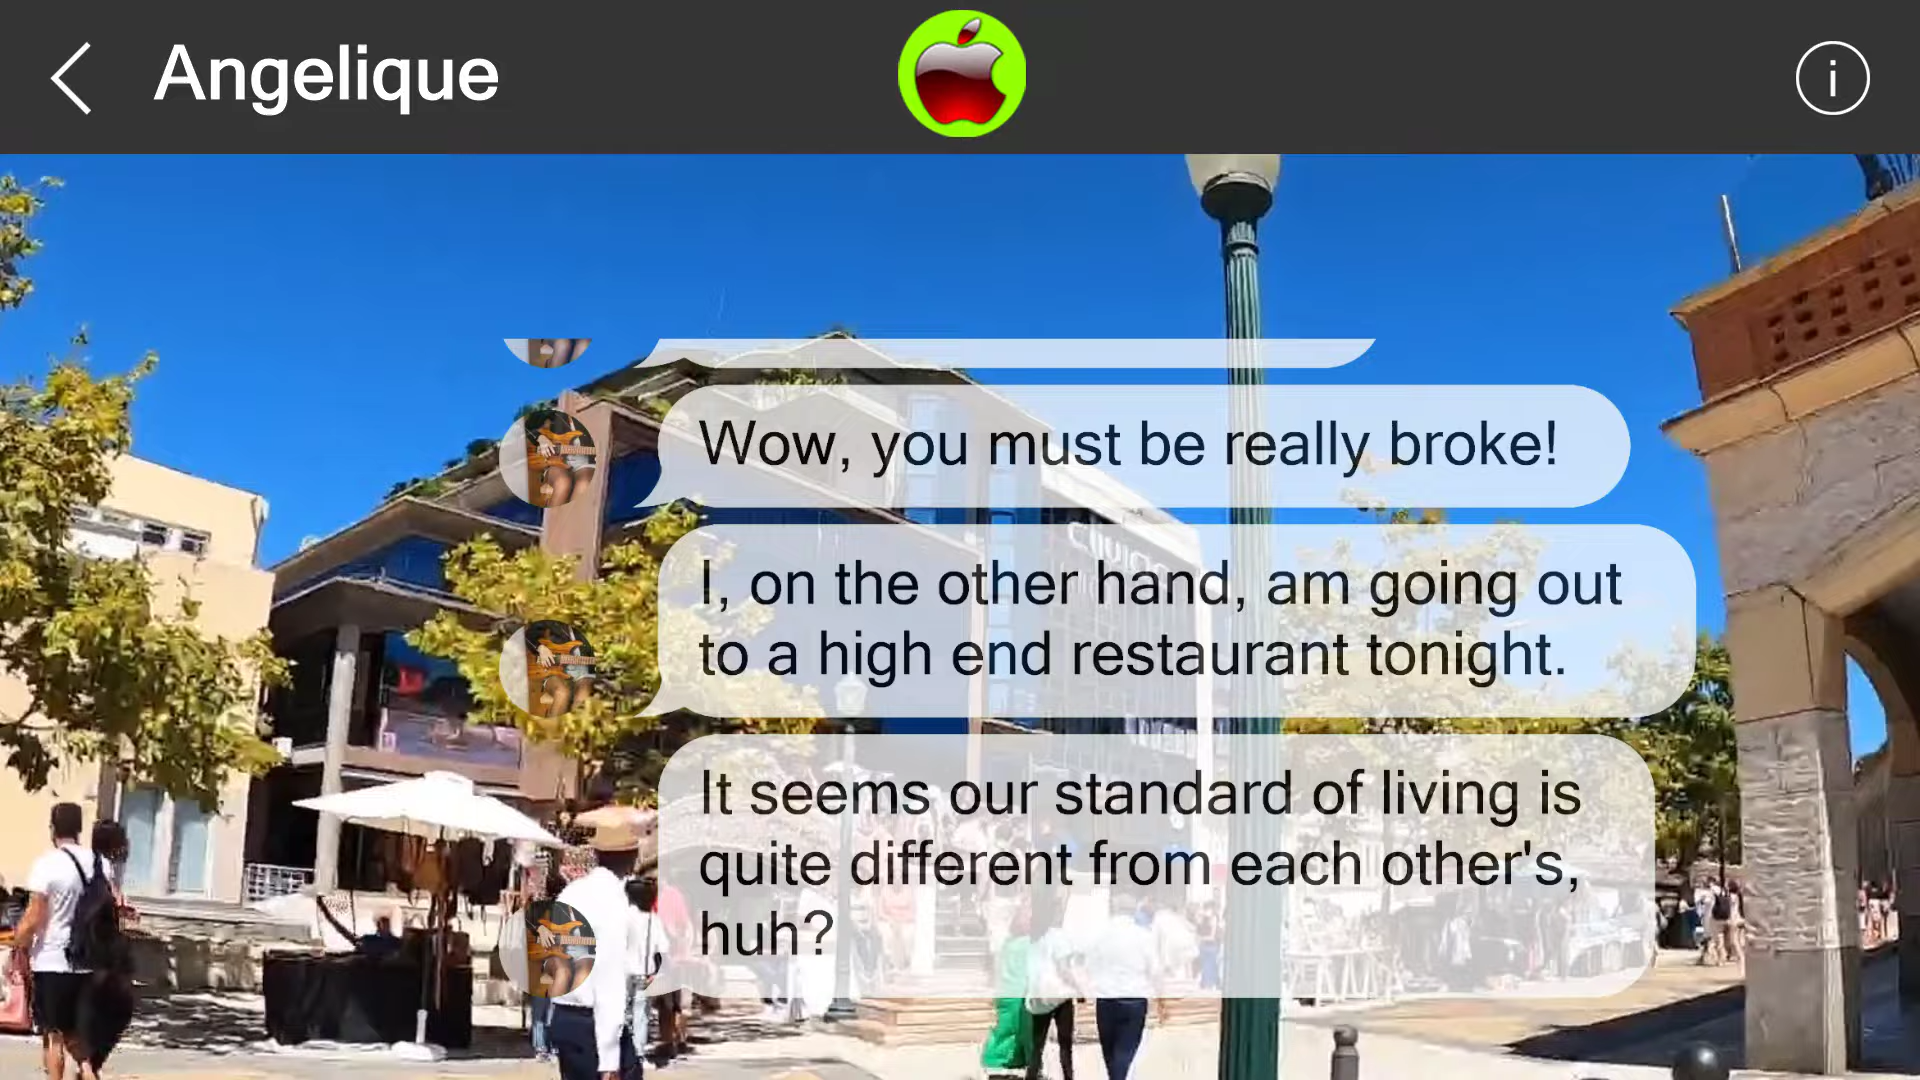 Angelique
Wow, you must be really broke!
I, on the other hand, am going out
to a high end restaurant tonight.
It seems our standard of living is
quite different from each other's,
huh?